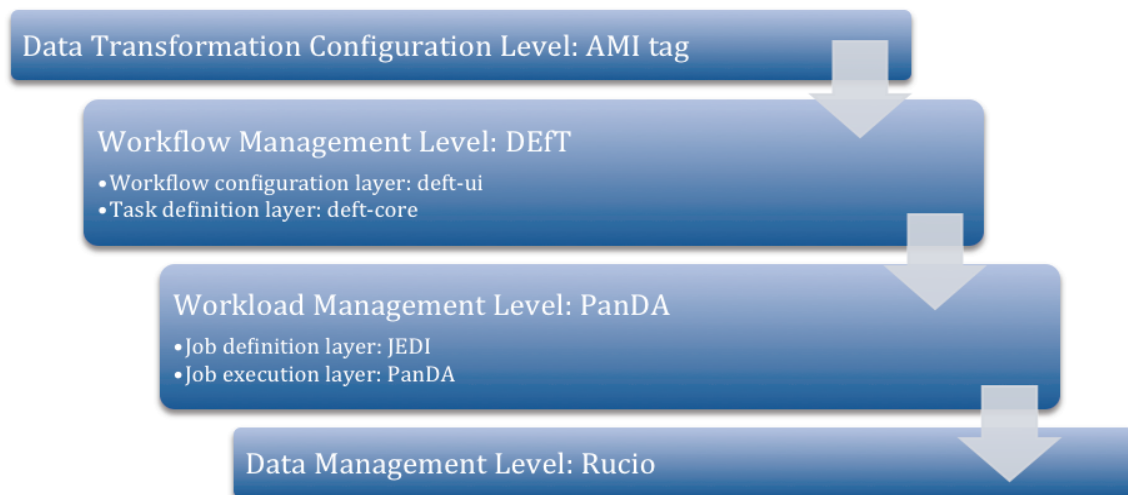 Data Transformation Configuration Level: AMI tag
Workflow Management Level: DEfT
•Workflow configuration layer: deft-ui
•Task definition layer: deft-core
Workload Management Level: PanDA
•Job definition layer: JEDI
•Job execution layer: PanDA
Data Management Level: Rucio